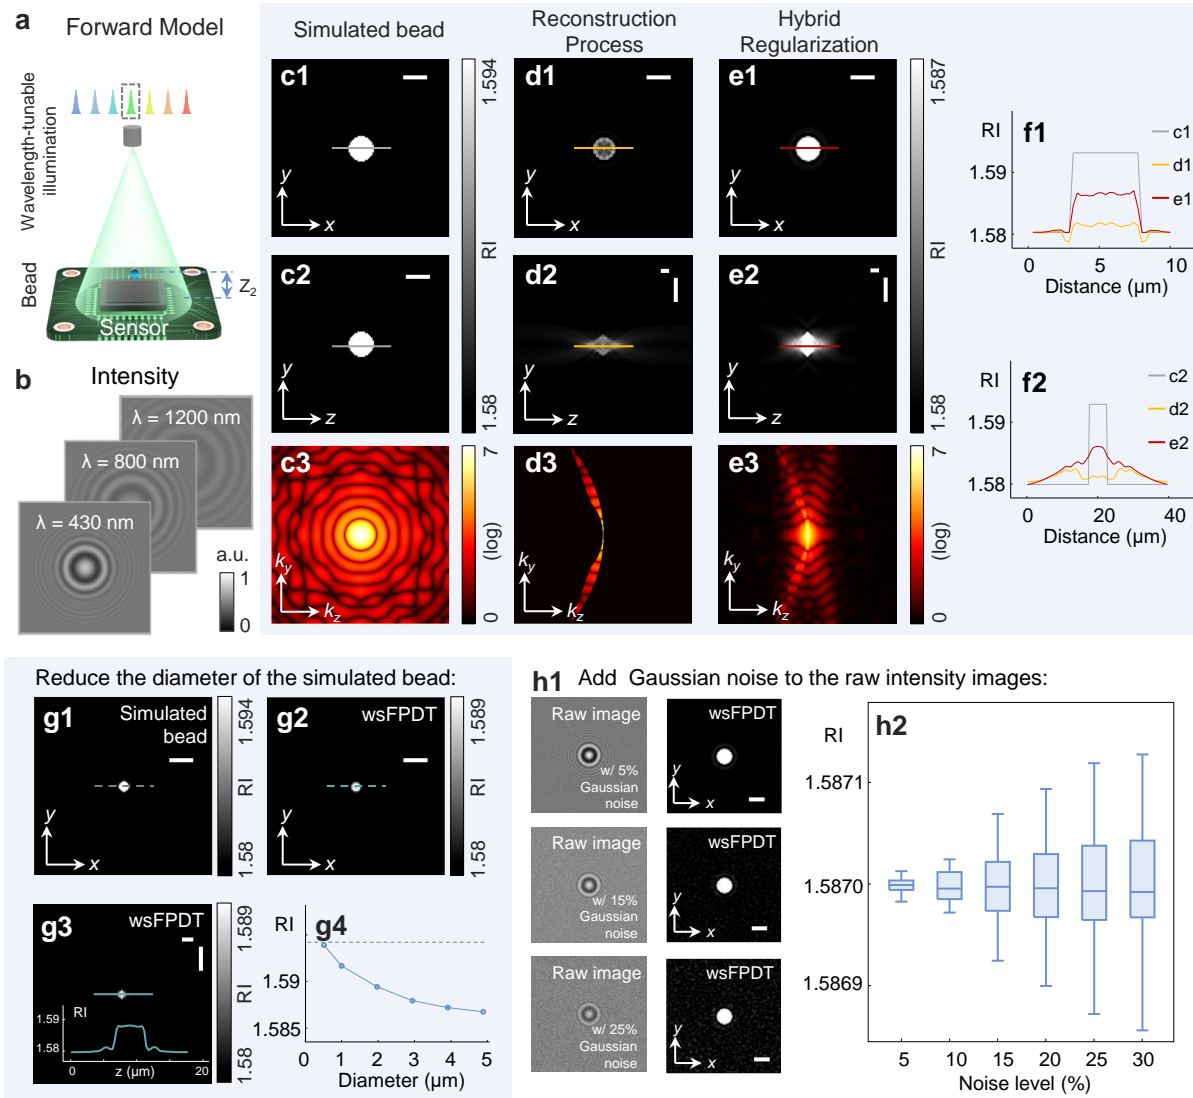 a
Forward Model
Wavelength-tunable
illumination
Bead
Z2
Sensor
b
Intensity
λ = 1200 nm
λ = 800 nm
λ = 430 nm
a.u.
1
0
Simulated bead
Reconstruction
Process
Hybrid
Regularization
c1
y
x
1.594
RI
1.58
d1
e1
y
x
1.587
RI
1.58
c2
y
z
d2
z
e2
y
z
c3
ky
kz
7
(log)
0
d3
ky
kz
e3
ky
kz
7
(log)
0
RI
f1
c1
d1
e1
1.59
1.58
0
5
10
Distance (μm)
RI
f2
c2
d2
e2
1.59
1.58
0
20
40
Distance (μm)
Reduce the diameter of the simulated bead:
g1
Simulated
bead
y
x
1.594
RI
1.58
g2
wsFPDT
1.589
RI
1.58
g3
wsFPDT
RI
1.59
1.58
0
20
z (μm)
1.589
RI
1.58
g4
RI
1.59
1.585
0
1
2
3
4
5
Diameter (μm)
h1 Add Gaussian noise to the raw intensity images:
Raw image
w/ 5%
Gaussian
noise
wsFPDT
y
x
Raw image
w/ 15%
Gaussian
noise
wsFPDT
y
x
Raw image
w/ 25%
Gaussian
noise
wsFPDT
y
x
h2
RI
1.5871
1.5870
1.5869
5
10
15
20
25
30
Noise level (%)